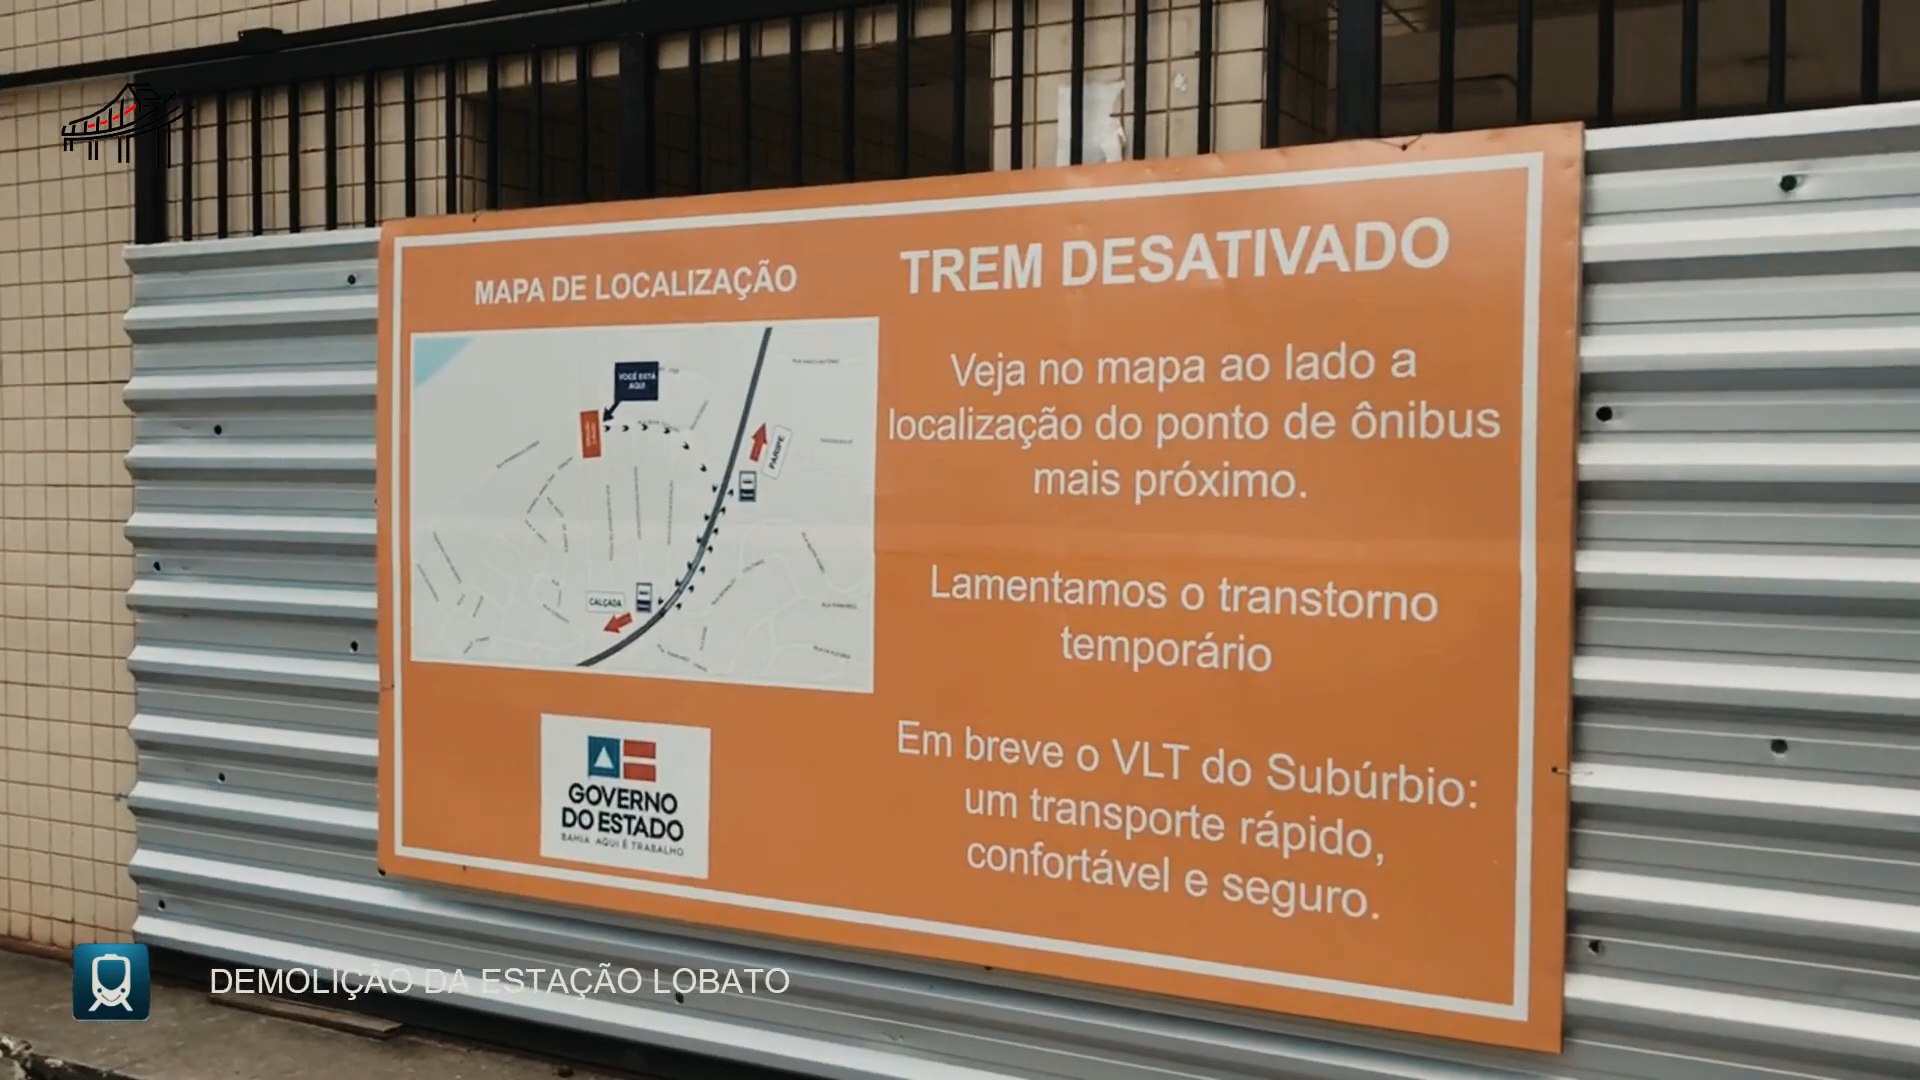 MAPA DE LOCALIZAÇÃO
VOCÊ ESTÁ
AQUI
PARIPE
CALÇADA
GOVERNO
DO ESTADO
BAHIA AQUI É TRABALHO
TREM DESATIVADO
Veja no mapa ao lado a
localização do ponto de ônibus
mais próximo.
Lamentamos o transtorno
temporário
Em breve o VLT do Subúrbio:
um transporte rápido,
confortável e seguro.
DEMOLIÇÃO DA ESTAÇÃO LOBATO